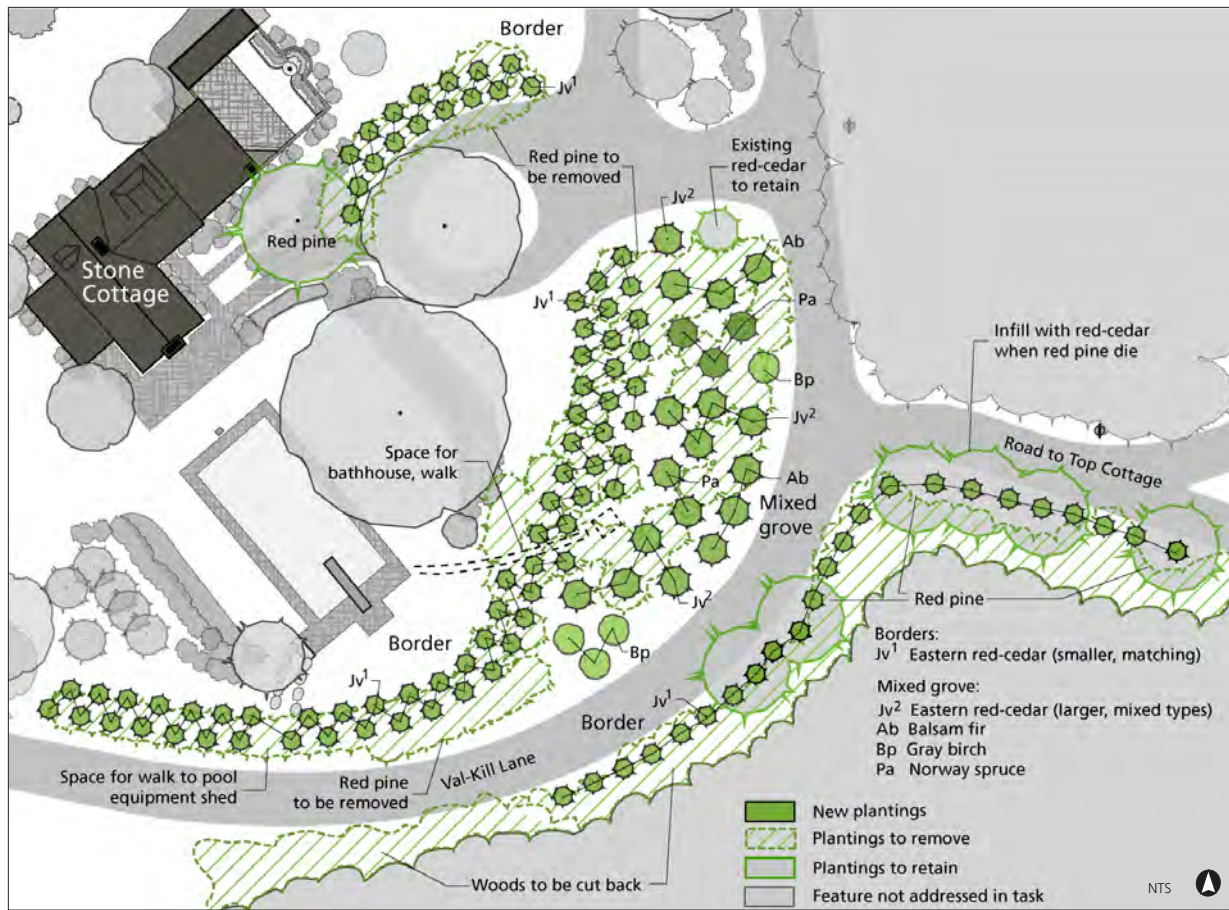 Border
Jv1
Red pine to
be removed
Existing
red-cedar
to retain
Jv2
Ab
Red pine
Stone
Cottage
Jv1
Pa
Infill with red-cedar
when red pine die
Bp
Jv2
Space for
bathhouse, walk
Road to Top Cottage
Pa
Ab
Mixed
grove
Red pine
Jv2
Border
Bp
Jv1
Jv1
Border
Borders:
Jv1 Eastern red-cedar (smaller, matching)
Mixed grove:
Jv2 Eastern red-cedar (larger, mixed types)
Ab Balsam fir
Bp Gray birch
Pa Norway spruce
Space for walk to pool
equipment shed
Red pine
to be removed
Val-Kill Lane
New plantings
Plantings to remove
Plantings to retain
Feature not addressed in task
Woods to be cut back
NTS